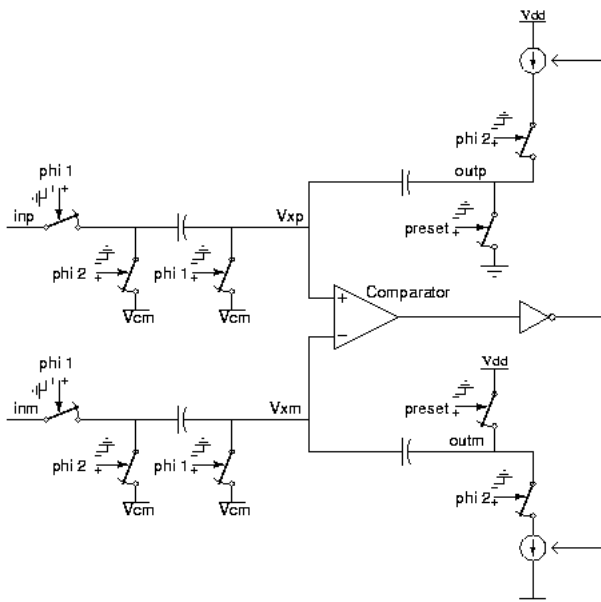 Vdd
phi 2
+
phi 1
+
inp
Vxp
outp
preset
+
phi 2
+
phi 1
+
Vcm
Vcm
+
Comparator
−
phi 1
+
Vdd
inm
Vxm
preset
+
outm
phi 2
+
phi 1
+
phi 2
+
Vcm
Vcm